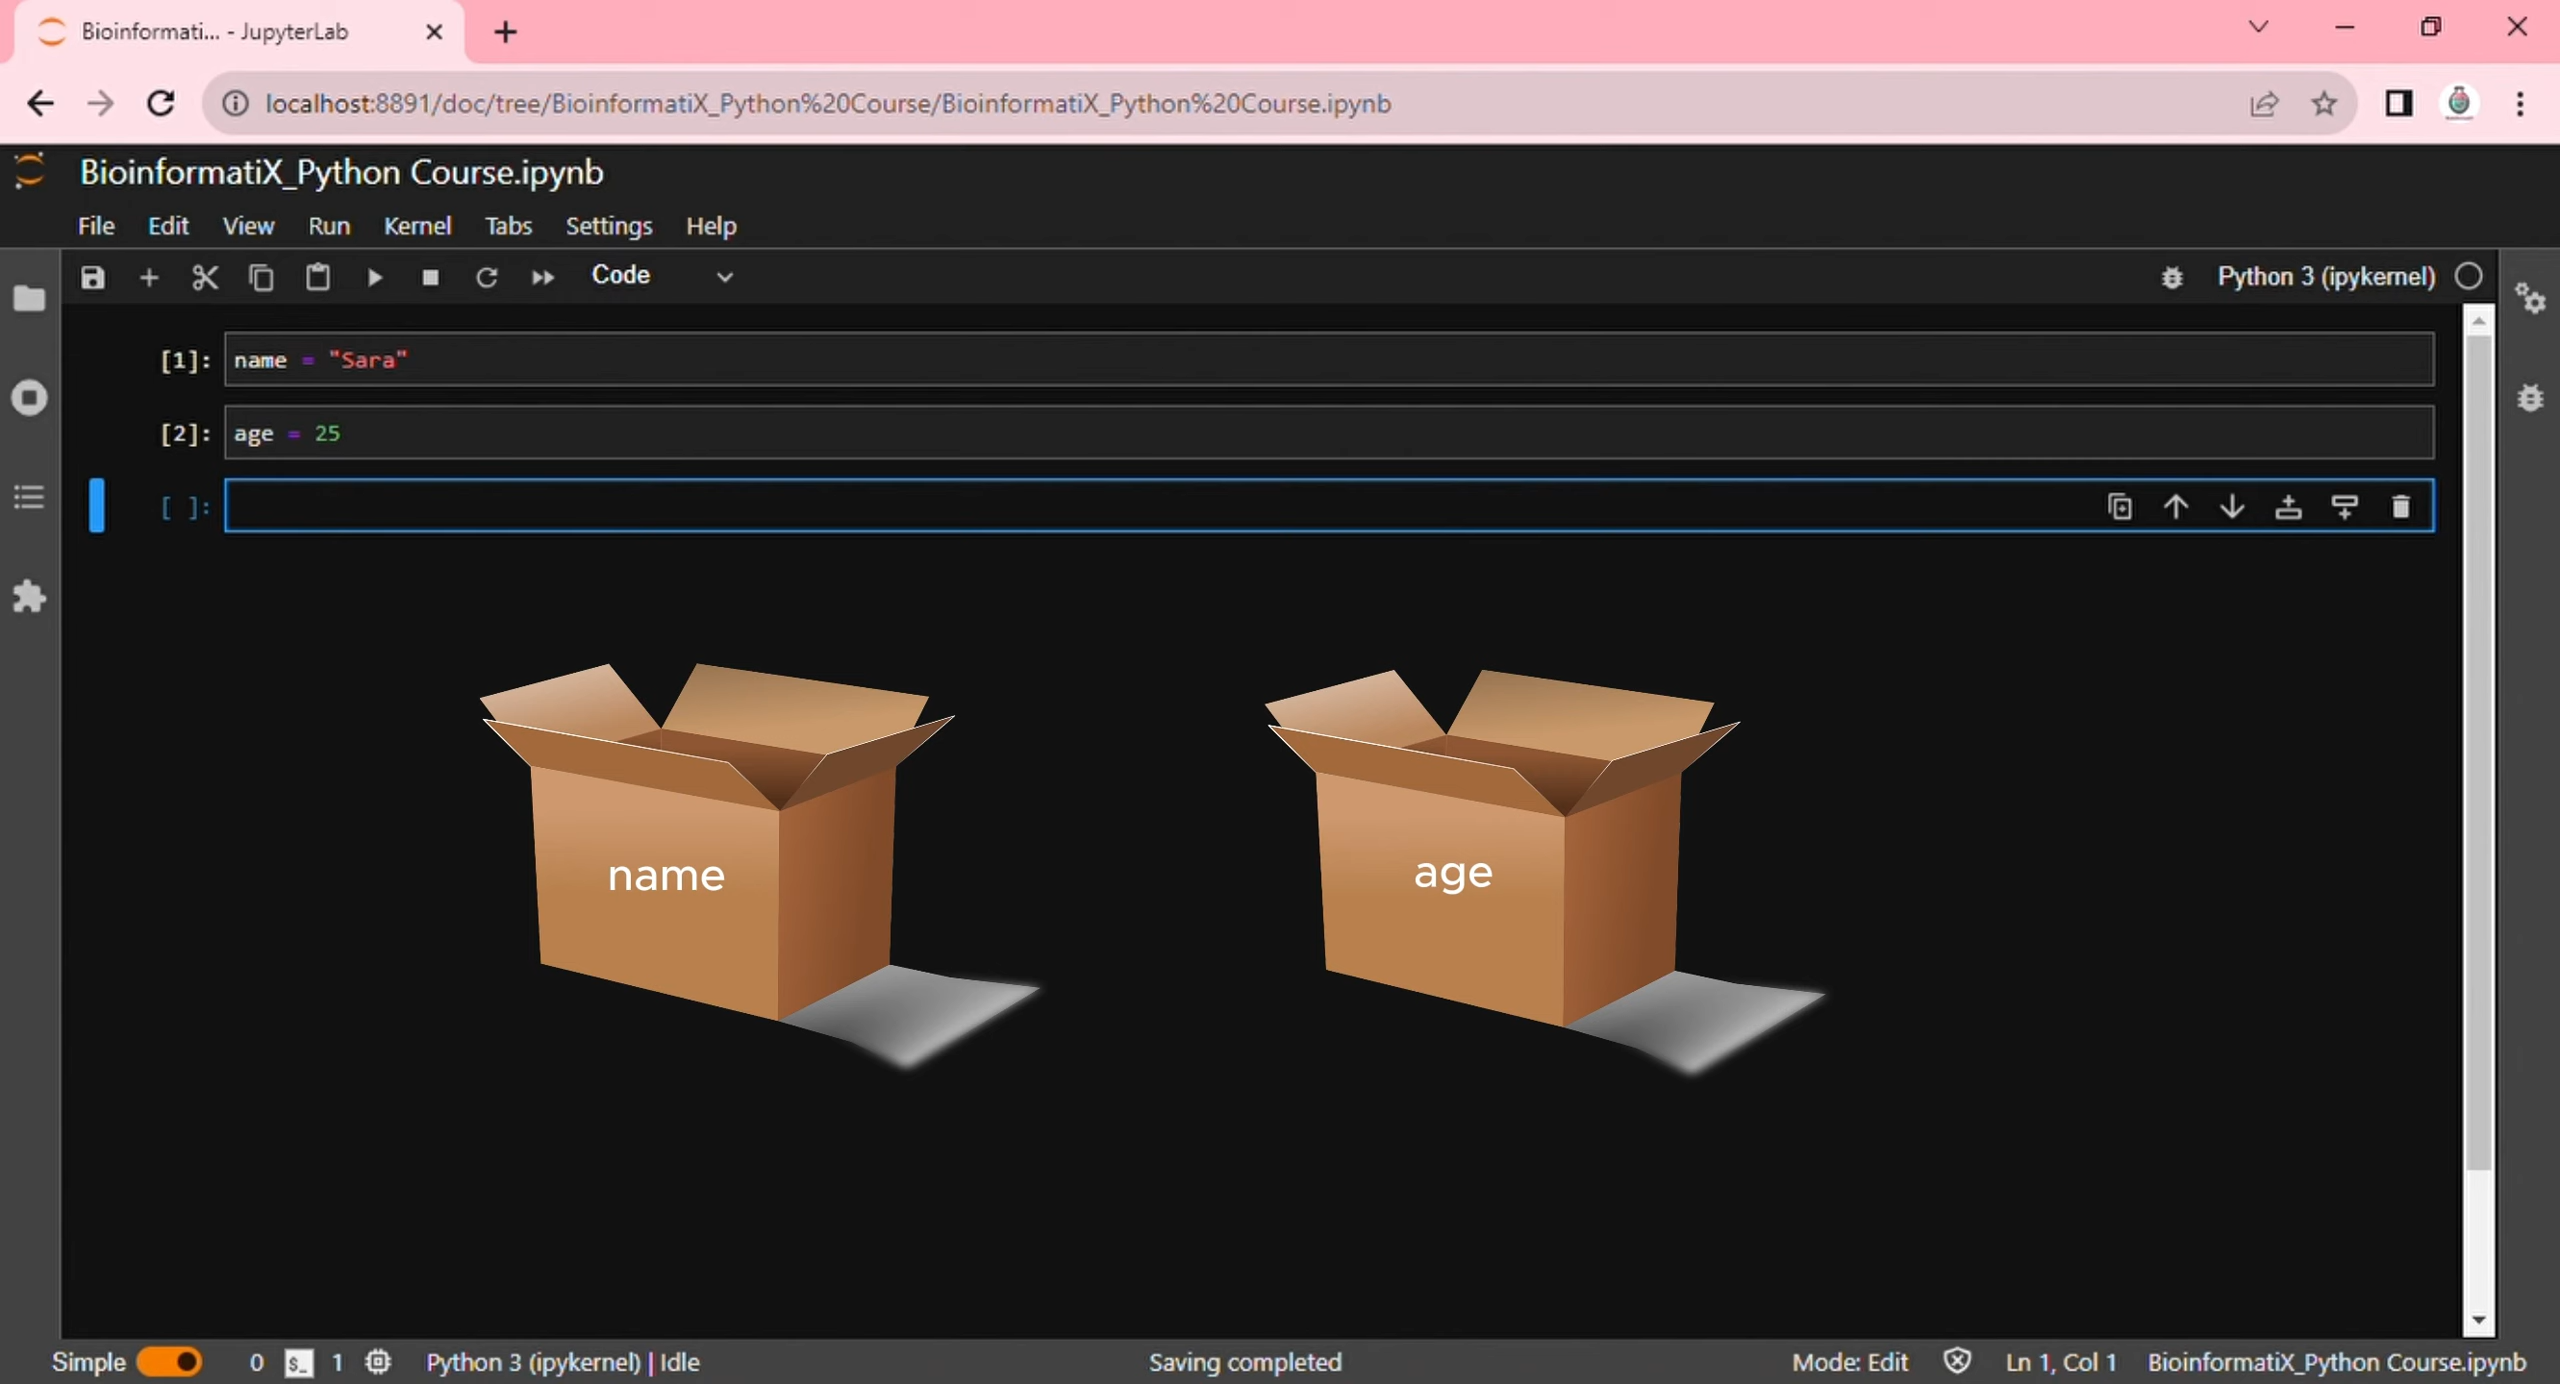 Bioinformati... - JupyterLab
localhost:8891/doc/tree/BioinformatiX_Python%20Course/BioinformatiX_Python%20Course.ipynb
BioinformatiX_Python Course.ipynb
File Edit View Run Kernel Tabs Settings Help
Code Python 3 (ipykernel)
[1]: name = "Sara"
[2]: age = 25
[ ]:
name age
Simple 0 $_ 1 Python 3 (ipykernel) | Idle Saving completed Mode: Edit Ln 1, Col 1 BioinformatiX_Python Course.ipynb